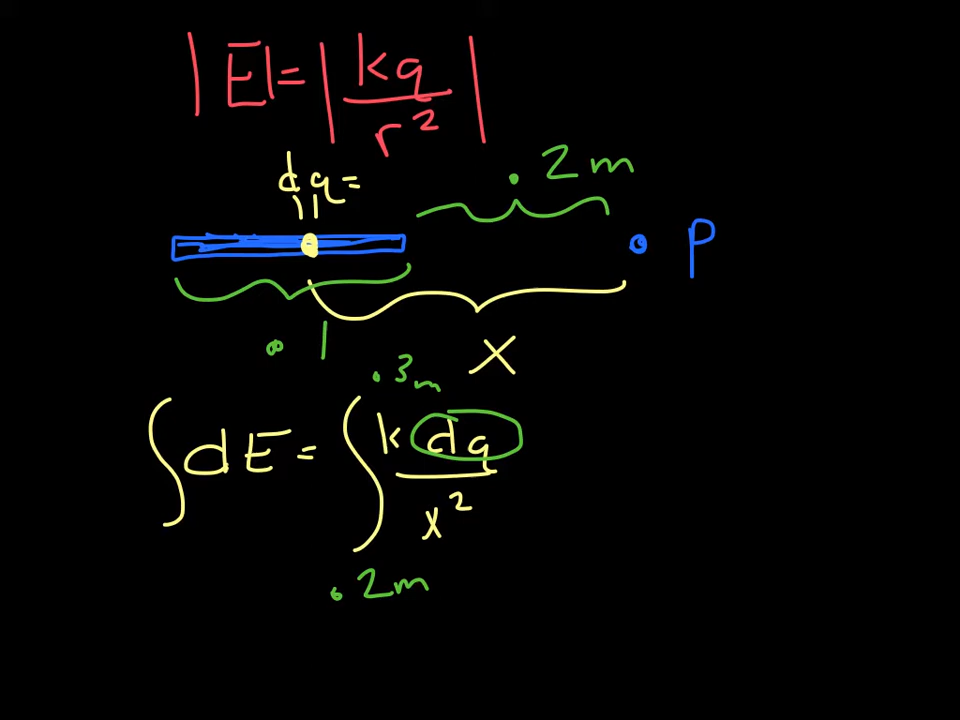 |E| = |kq/r²|
dq=
.2m
P
.1
x
.3m
∫dE = ∫ k dq/x²
.2m